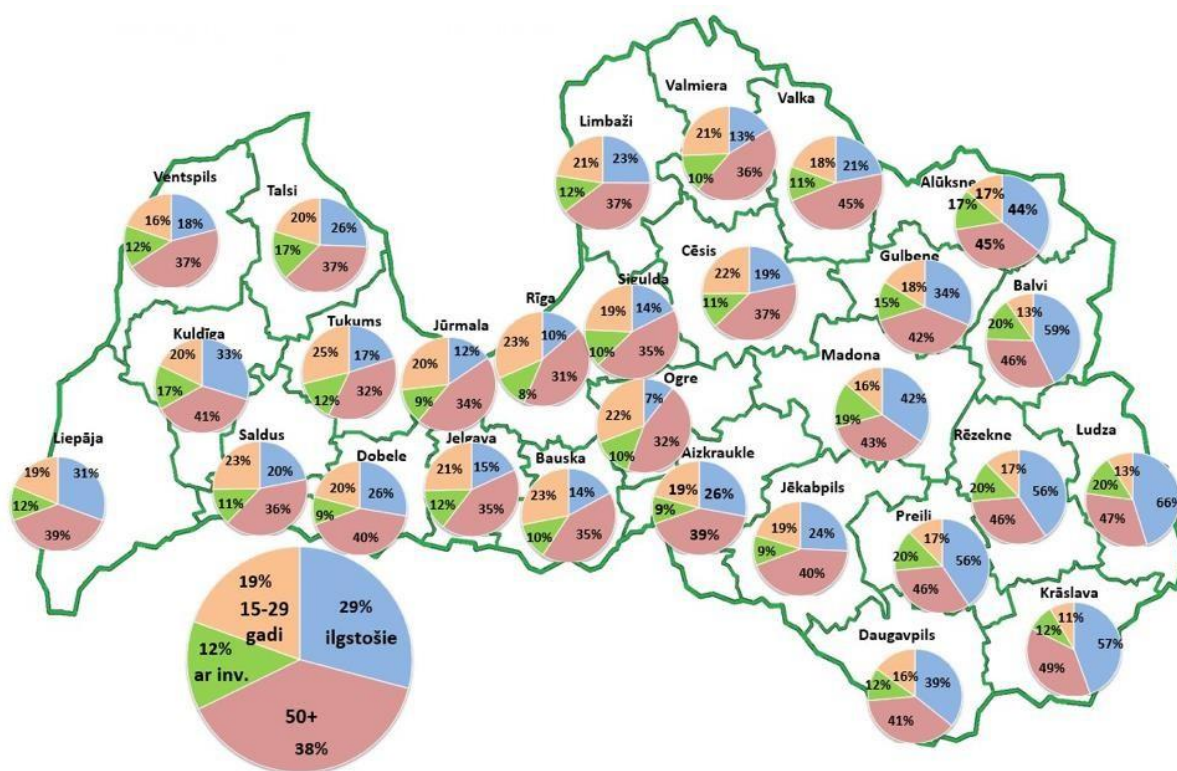 Valmiera
21% 13%
10% 36%
Valka
18% 21%
11%
45%
Limbaži
21% 23%
12%
37%
Alūksne
17%
17% 44%
45%
Ventspils
16% 18%
12%
37%
Talsi
20% 26%
17%
37%
Cēsis
22% 19%
11%
37%
Gulbene
18% 34%
15%
42%
Balvi
13%
20% 59%
46%
Sigulda
19% 14%
10% 35%
Rīga
23% 10%
31%
8%
Jūrmala
20% 12%
9% 34%
Tukums
25% 17%
12% 32%
Kuldīga
20% 33%
17%
41%
Madona
16% 42%
19%
43%
Ogre
7%
22% 32%
10%
Liepāja
19% 31%
12%
39%
Saldus
23% 20%
11% 36%
Dobele
20% 26%
9%
40%
Jelgava
21% 15%
12% 35%
Bauska
23% 14%
10% 35%
Aizkraukle
19% 26%
9%
39%
Jēkabpils
19% 24%
9%
40%
Preili
17%
20% 56%
46%
Rēzekne
17%
20% 56%
46%
Ludza
13%
20% 66%
47%
Krāslava
11%
12% 57%
49%
Daugavpils
16% 39%
12%
41%
19%
15-29
gadi
29%
ilgstošie
12%
ar inv.
50+
38%